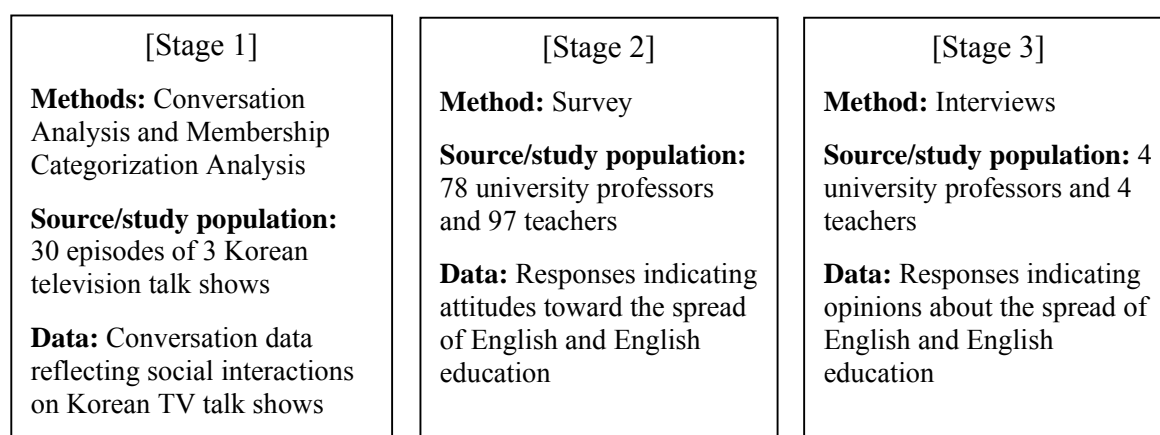 [Stage 1]
Methods: Conversation
Analysis and Membership
Categorization Analysis
Source/study population:
30 episodes of 3 Korean
television talk shows
Data: Conversation data
reflecting social interactions
on Korean TV talk shows
[Stage 2]
Method: Survey
Source/study population:
78 university professors
and 97 teachers
Data: Responses indicating
attitudes toward the spread
of English and English
education
[Stage 3]
Method: Interviews
Source/study population: 4
university professors and 4
teachers
Data: Responses indicating
opinions about the spread of
English and English
education